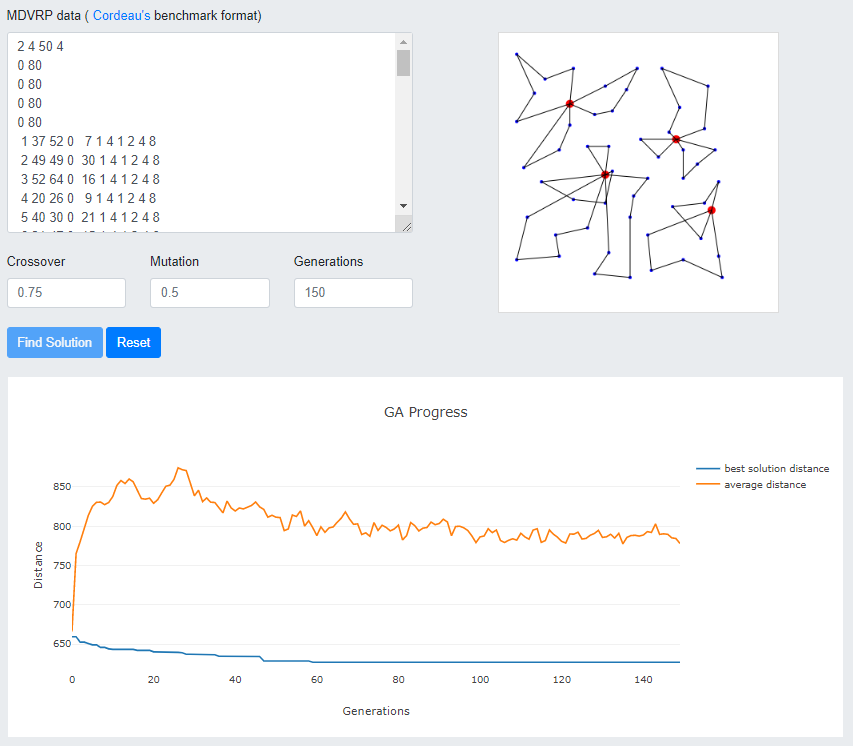 MDVRP data ( Cordeau's benchmark format)
2 4 50 4
0 80
0 80
0 80
0 80
1 37 52 0 7 1 4 1 2 4 8
2 49 49 0 30 1 4 1 2 4 8
3 52 64 0 16 1 4 1 2 4 8
4 20 26 0 9 1 4 1 2 4 8
5 40 30 0 21 1 4 1 2 4 8
Crossover Mutation Generations
0.75 0.5 150
Find Solution Reset
GA Progress
best solution distance
average distance
850
800
750
700
650
Distance
0 20 40 60 80 100 120 140
Generations